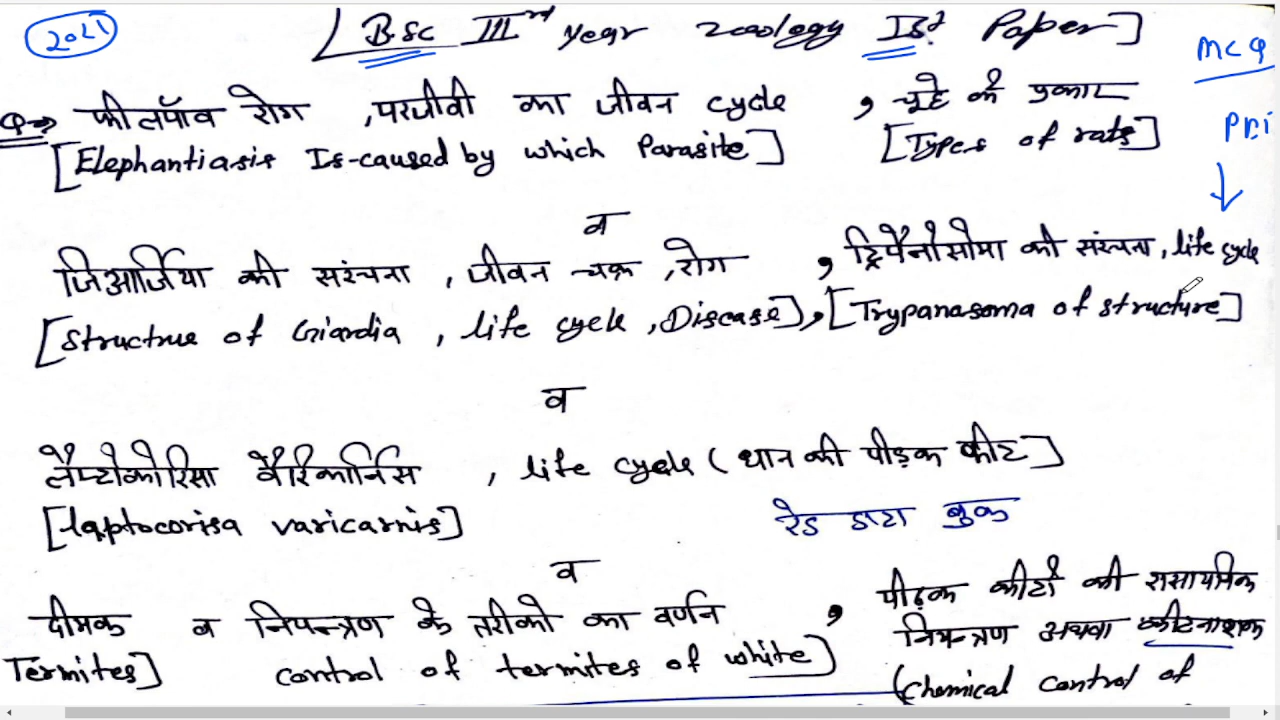 2021
[BSc IIIrd year zoology Ist Paper]
MCQ
Q⇒ फीलपॉव रोग , परजीवी का जीवन cycle , चूहे के प्रकार
[Elephantiasis Is-caused by which Parasite] [Types of rats]
व
जिआर्जिया की संरचना , जीवन चक्र , रोग , ट्रिपैनोसोमा की संरचना, life cycle
[Structrue of Giardia , life cycle , Disease] , [Trypanasoma of structure]
व
लैप्टोकोरिसा वैरिकार्निस , life cycle (धान की पीड़क कीट]
[laptocorisa varicarnis] रेड डाटा बुक
व
दीमक व नियन्त्रण के तरीको का वर्णन , पीढ़क कीटों की रासायनिक
नियन्त्रण अथवा कीटनाशक
Termites] control of termites of white] (Chemical control of